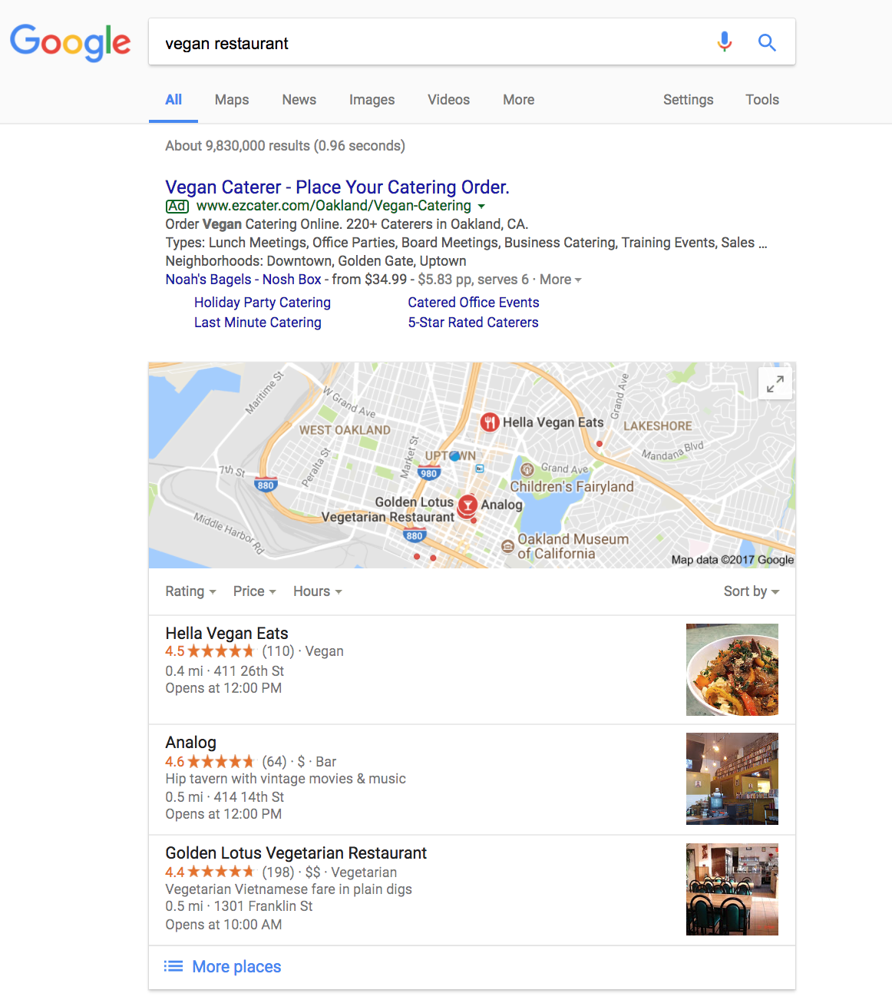 Google
vegan restaurant
All Maps News Images Videos More Settings Tools
About 9,830,000 results (0.96 seconds)
Vegan Caterer - Place Your Catering Order.
Ad www.ezcater.com/Oakland/Vegan-Catering
Order Vegan Catering Online. 220+ Caterers in Oakland, CA.
Types: Lunch Meetings, Office Parties, Board Meetings, Business Catering, Training Events, Sales ...
Neighborhoods: Downtown, Golden Gate, Uptown
Noah's Bagels - Nosh Box - from $34.99 - $5.83 pp, serves 6 · More
Holiday Party Catering Catered Office Events
Last Minute Catering 5-Star Rated Caterers
Maritime St
W Grand Ave
Grand Ave
WEST OAKLAND
Hella Vegan Eats
LAKESHORE
Market St
UPTOWN
Mandana Blvd
Peralta St
7th St
880
980
Grand Ave
Children's Fairyland
Golden Lotus
Vegetarian Restaurant
Analog
Middle Harbor Rd
880
Oakland Museum
of California
Map data ©2017 Google
Rating Price Hours Sort by
Hella Vegan Eats
4.5 (110) · Vegan
0.4 mi · 411 26th St
Opens at 12:00 PM
Analog
4.6 (64) · $ · Bar
Hip tavern with vintage movies & music
0.5 mi · 414 14th St
Opens at 12:00 PM
Golden Lotus Vegetarian Restaurant
4.4 (198) · $$ · Vegetarian
Vegetarian Vietnamese fare in plain digs
0.5 mi · 1301 Franklin St
Opens at 10:00 AM
More places